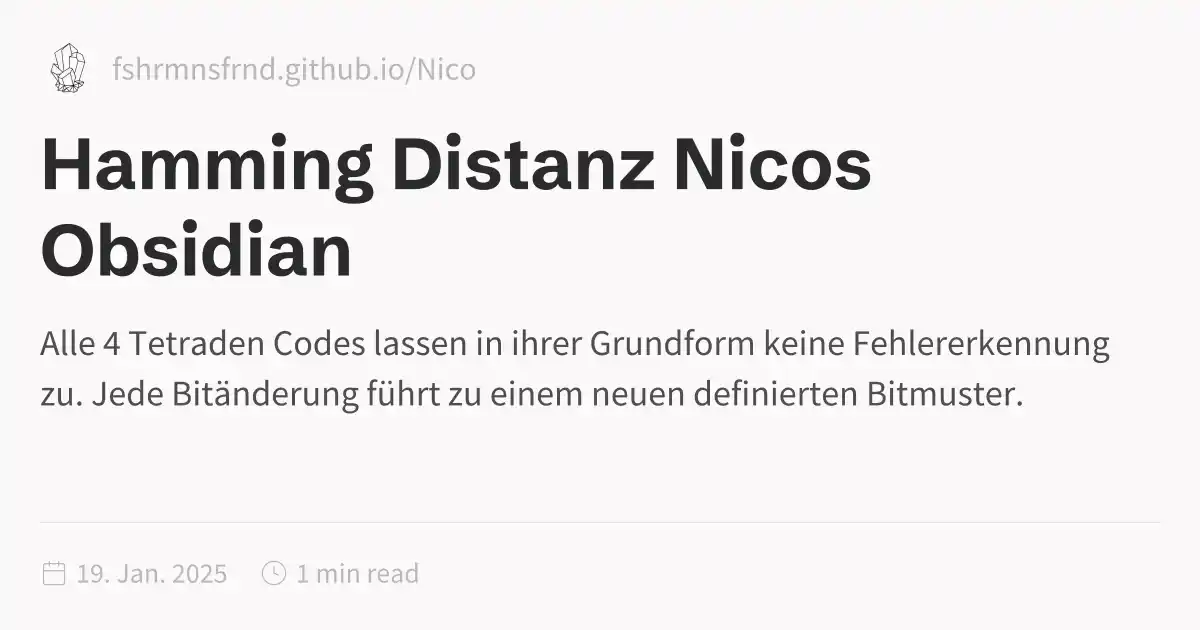 fshrmnsfrnd.github.io/Nico
Hamming Distanz Nicos
Obsidian
Alle 4 Tetraden Codes lassen in ihrer Grundform keine Fehlererkennung
zu. Jede Bitänderung führt zu einem neuen definierten Bitmuster.
19. Jan. 2025 1 min read